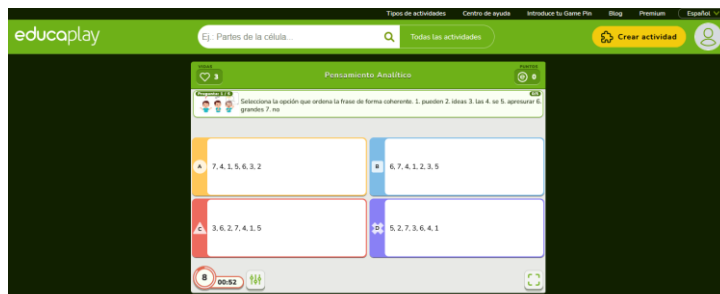 Tipos de actividades Centro de ayuda Introduce tu Game Pin Blog Premium Español
educaplay Ej.: Partes de la célula... Todas las actividades Crear actividad
VIDAS PUNTOS
3 Pensamiento Analítico 0
Selecciona la opción que ordena la frase de forma coherente. 1. pueden 2. ideas 3. las 4. se 5. apresurar 6.
grandes 7. no
A 7, 4, 1, 5, 6, 3, 2
B 6, 7, 4, 1, 2, 3, 5
C 3, 6, 2, 7, 4, 1, 5
D 5, 2, 7, 3, 6, 4, 1
8 00:52